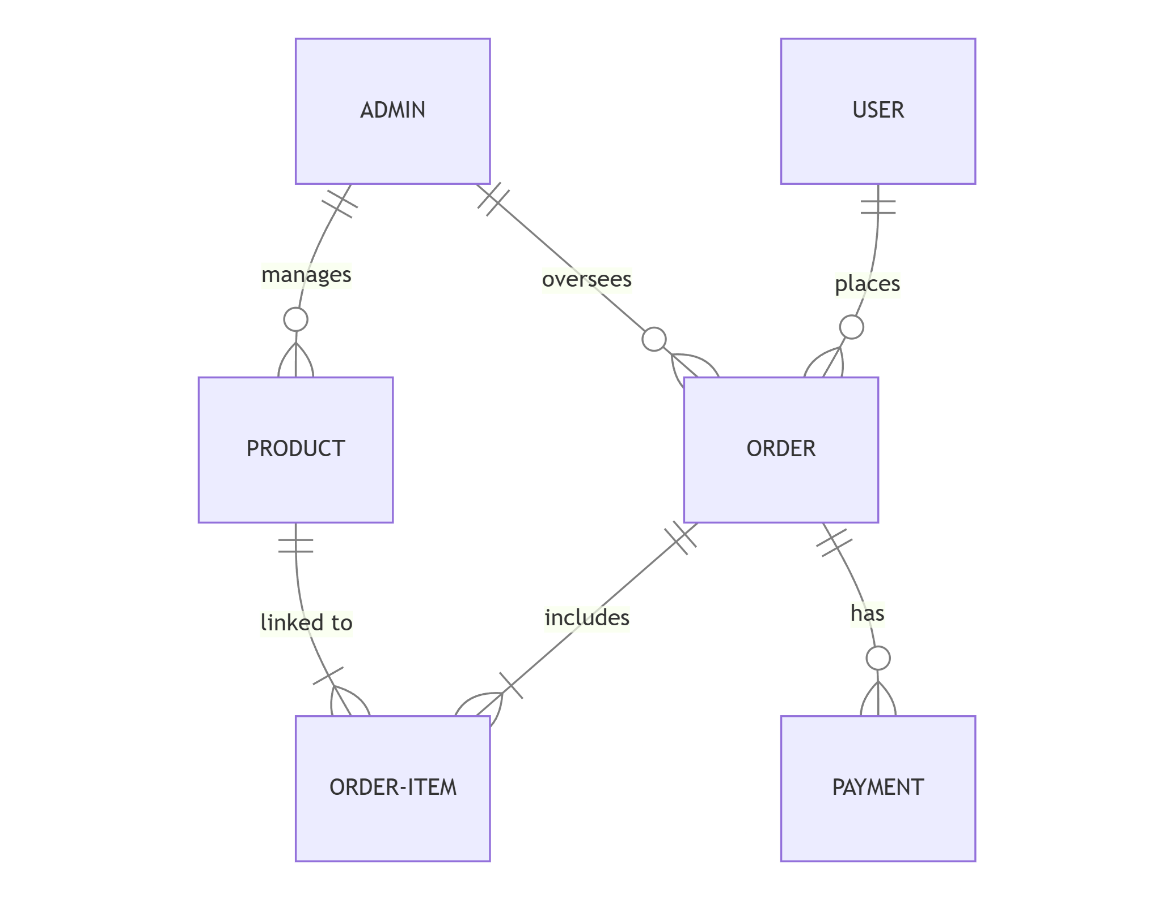 ADMIN
USER
manages
oversees
places
PRODUCT
ORDER
linked to
includes
has
ORDER-ITEM
PAYMENT